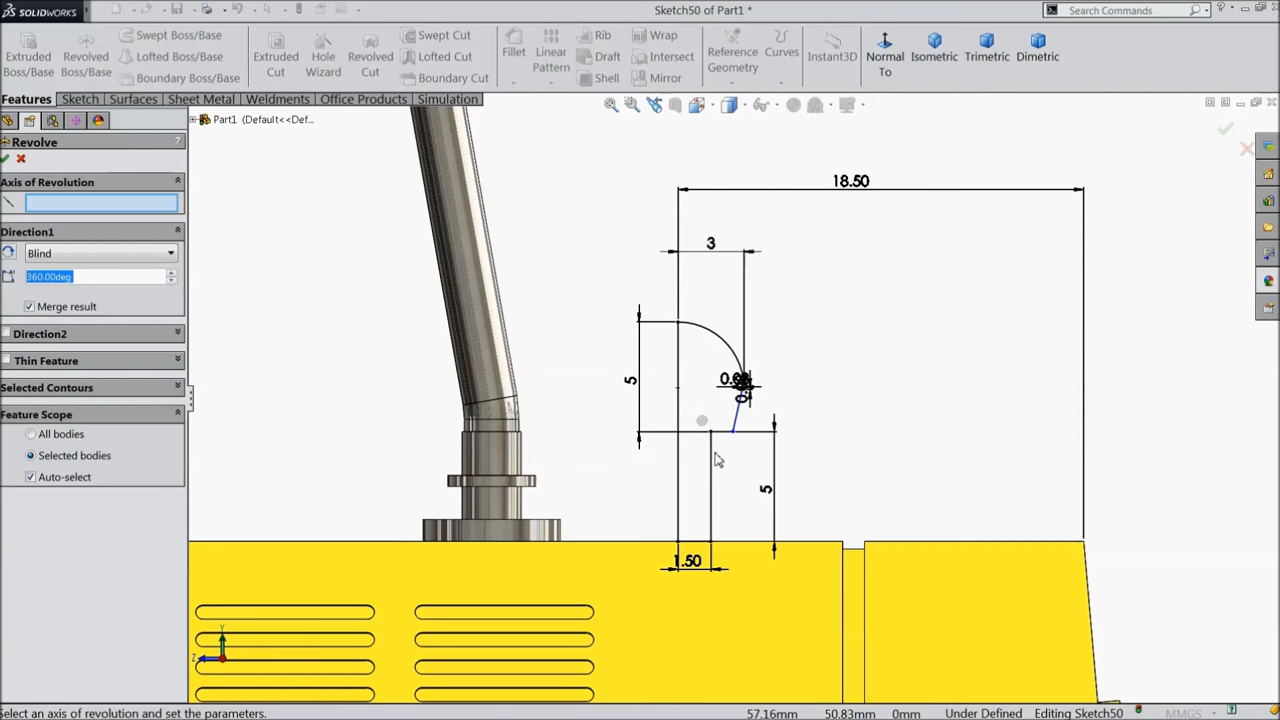 SOLIDWORKS
Sketch50 of Part1 *
Search Commands
Extruded Boss/Base
Revolved Boss/Base
Swept Boss/Base
Lofted Boss/Base
Boundary Boss/Base
Extruded Cut
Hole Wizard
Revolved Cut
Swept Cut
Lofted Cut
Boundary Cut
Fillet
Linear Pattern
Rib
Draft
Shell
Wrap
Intersect
Mirror
Reference Geometry
Curves
Instant3D
Normal To
Isometric
Trimetric
Dimetric
Features
Sketch
Surfaces
Sheet Metal
Weldments
Office Products
Simulation
Part1 (Default<<Def...
Revolve
?
Axis of Revolution
Direction1
Blind
360.00deg
Merge result
Direction2
Thin Feature
Selected Contours
Feature Scope
All bodies
Selected bodies
Auto-select
18.50
3
5
5
1.50
Y
Z
Select an axis of revolution and set the parameters.
57.16mm
50.83mm
0mm
Under Defined
Editing Sketch50
MMGS